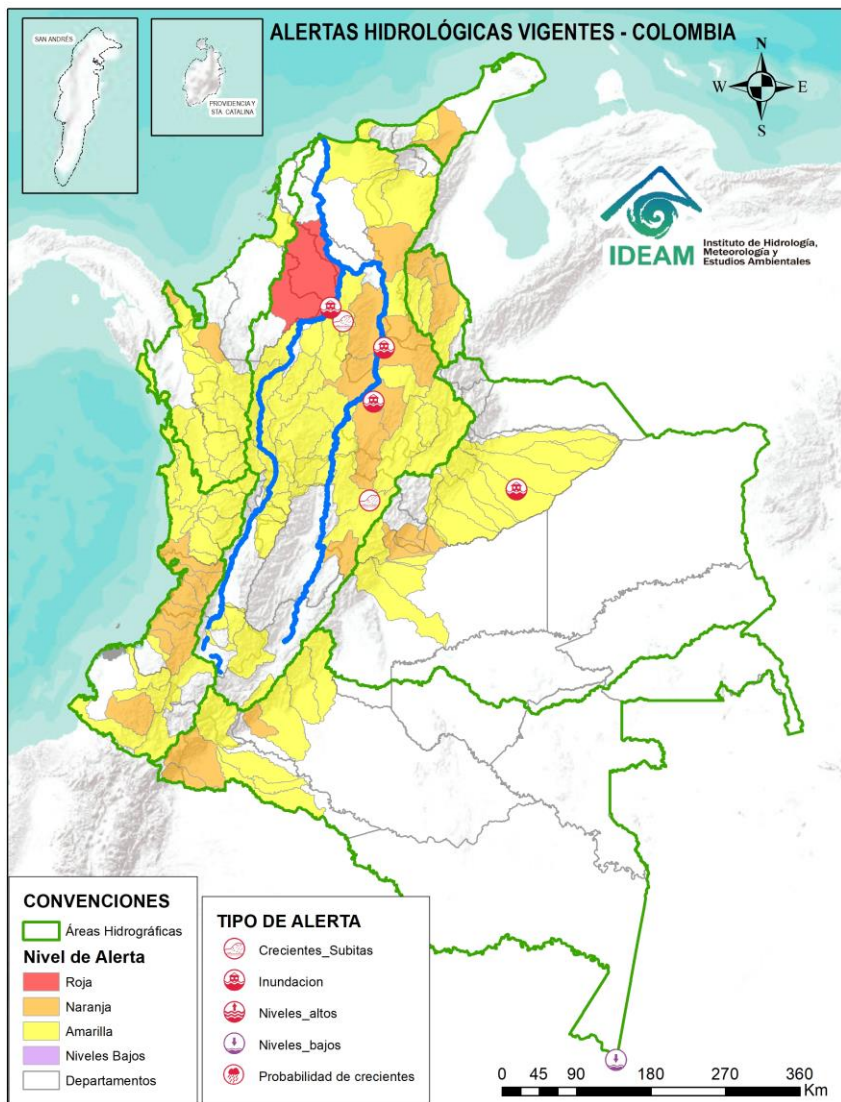 ALERTAS HIDROLÓGICAS VIGENTES - COLOMBIA
SAN ANDRÉS
PROVIDENCIA Y
STA. CATALINA
N
W
E
S
IDEAM
Instituto de Hidrología,
Meteorología y
Estudios Ambientales
CONVENCIONES
Áreas Hidrográficas
Nivel de Alerta
Roja
Naranja
Amarilla
Niveles Bajos
Departamentos
TIPO DE ALERTA
Crecientes_Subitas
Inundacion
Niveles_altos
Niveles_bajos
Probabilidad de crecientes
0 45 90 180 270 360
Km